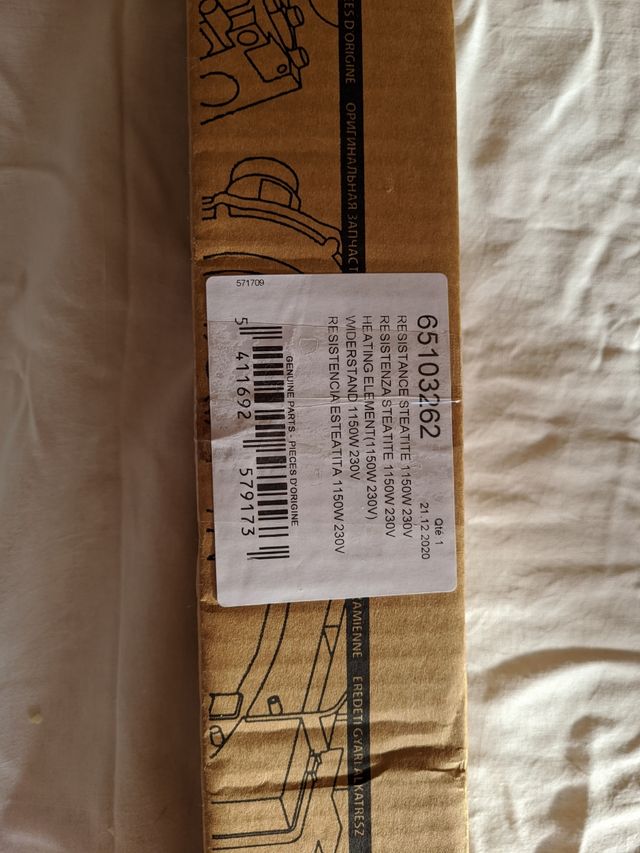 ES D'ORIGINE ОРИГИНАЛЬНАЯ ЗАПЧАСТ
AMIENNE EREDETI GYÁRI ALKATRÉSZ
Qté 1
65103262
21.12.2020
RESISTANCE STEATITE 1150W 230V
RESISTENZA STEATITE 1150W 230V
HEATING ELEMENT(1150W 230V)
WIDERSTAND 1150W 230V
RESISTENCIA ESTEATITA 1150W 230V
GENUINE PARTS - PIECES D'ORIGINE
5 411692 579173
571709